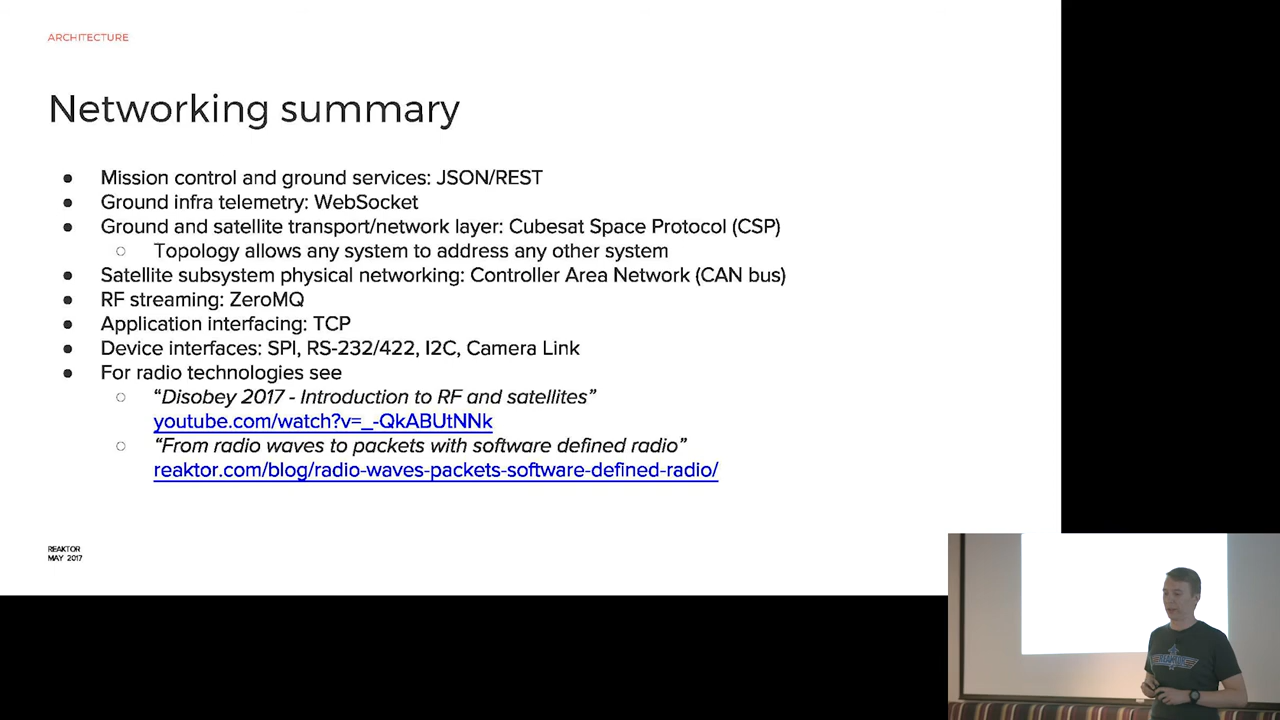 ARCHITECTURE
Networking summary
● Mission control and ground services: JSON/REST
● Ground infra telemetry: WebSocket
● Ground and satellite transport/network layer: Cubesat Space Protocol (CSP)
○ Topology allows any system to address any other system
● Satellite subsystem physical networking: Controller Area Network (CAN bus)
● RF streaming: ZeroMQ
● Application interfacing: TCP
● Device interfaces: SPI, RS-232/422, I2C, Camera Link
● For radio technologies see
○ “Disobey 2017 - Introduction to RF and satellites”
youtube.com/watch?v=_-QkABUtNNk
○ “From radio waves to packets with software defined radio”
reaktor.com/blog/radio-waves-packets-software-defined-radio/
REAKTOR
MAY 2017